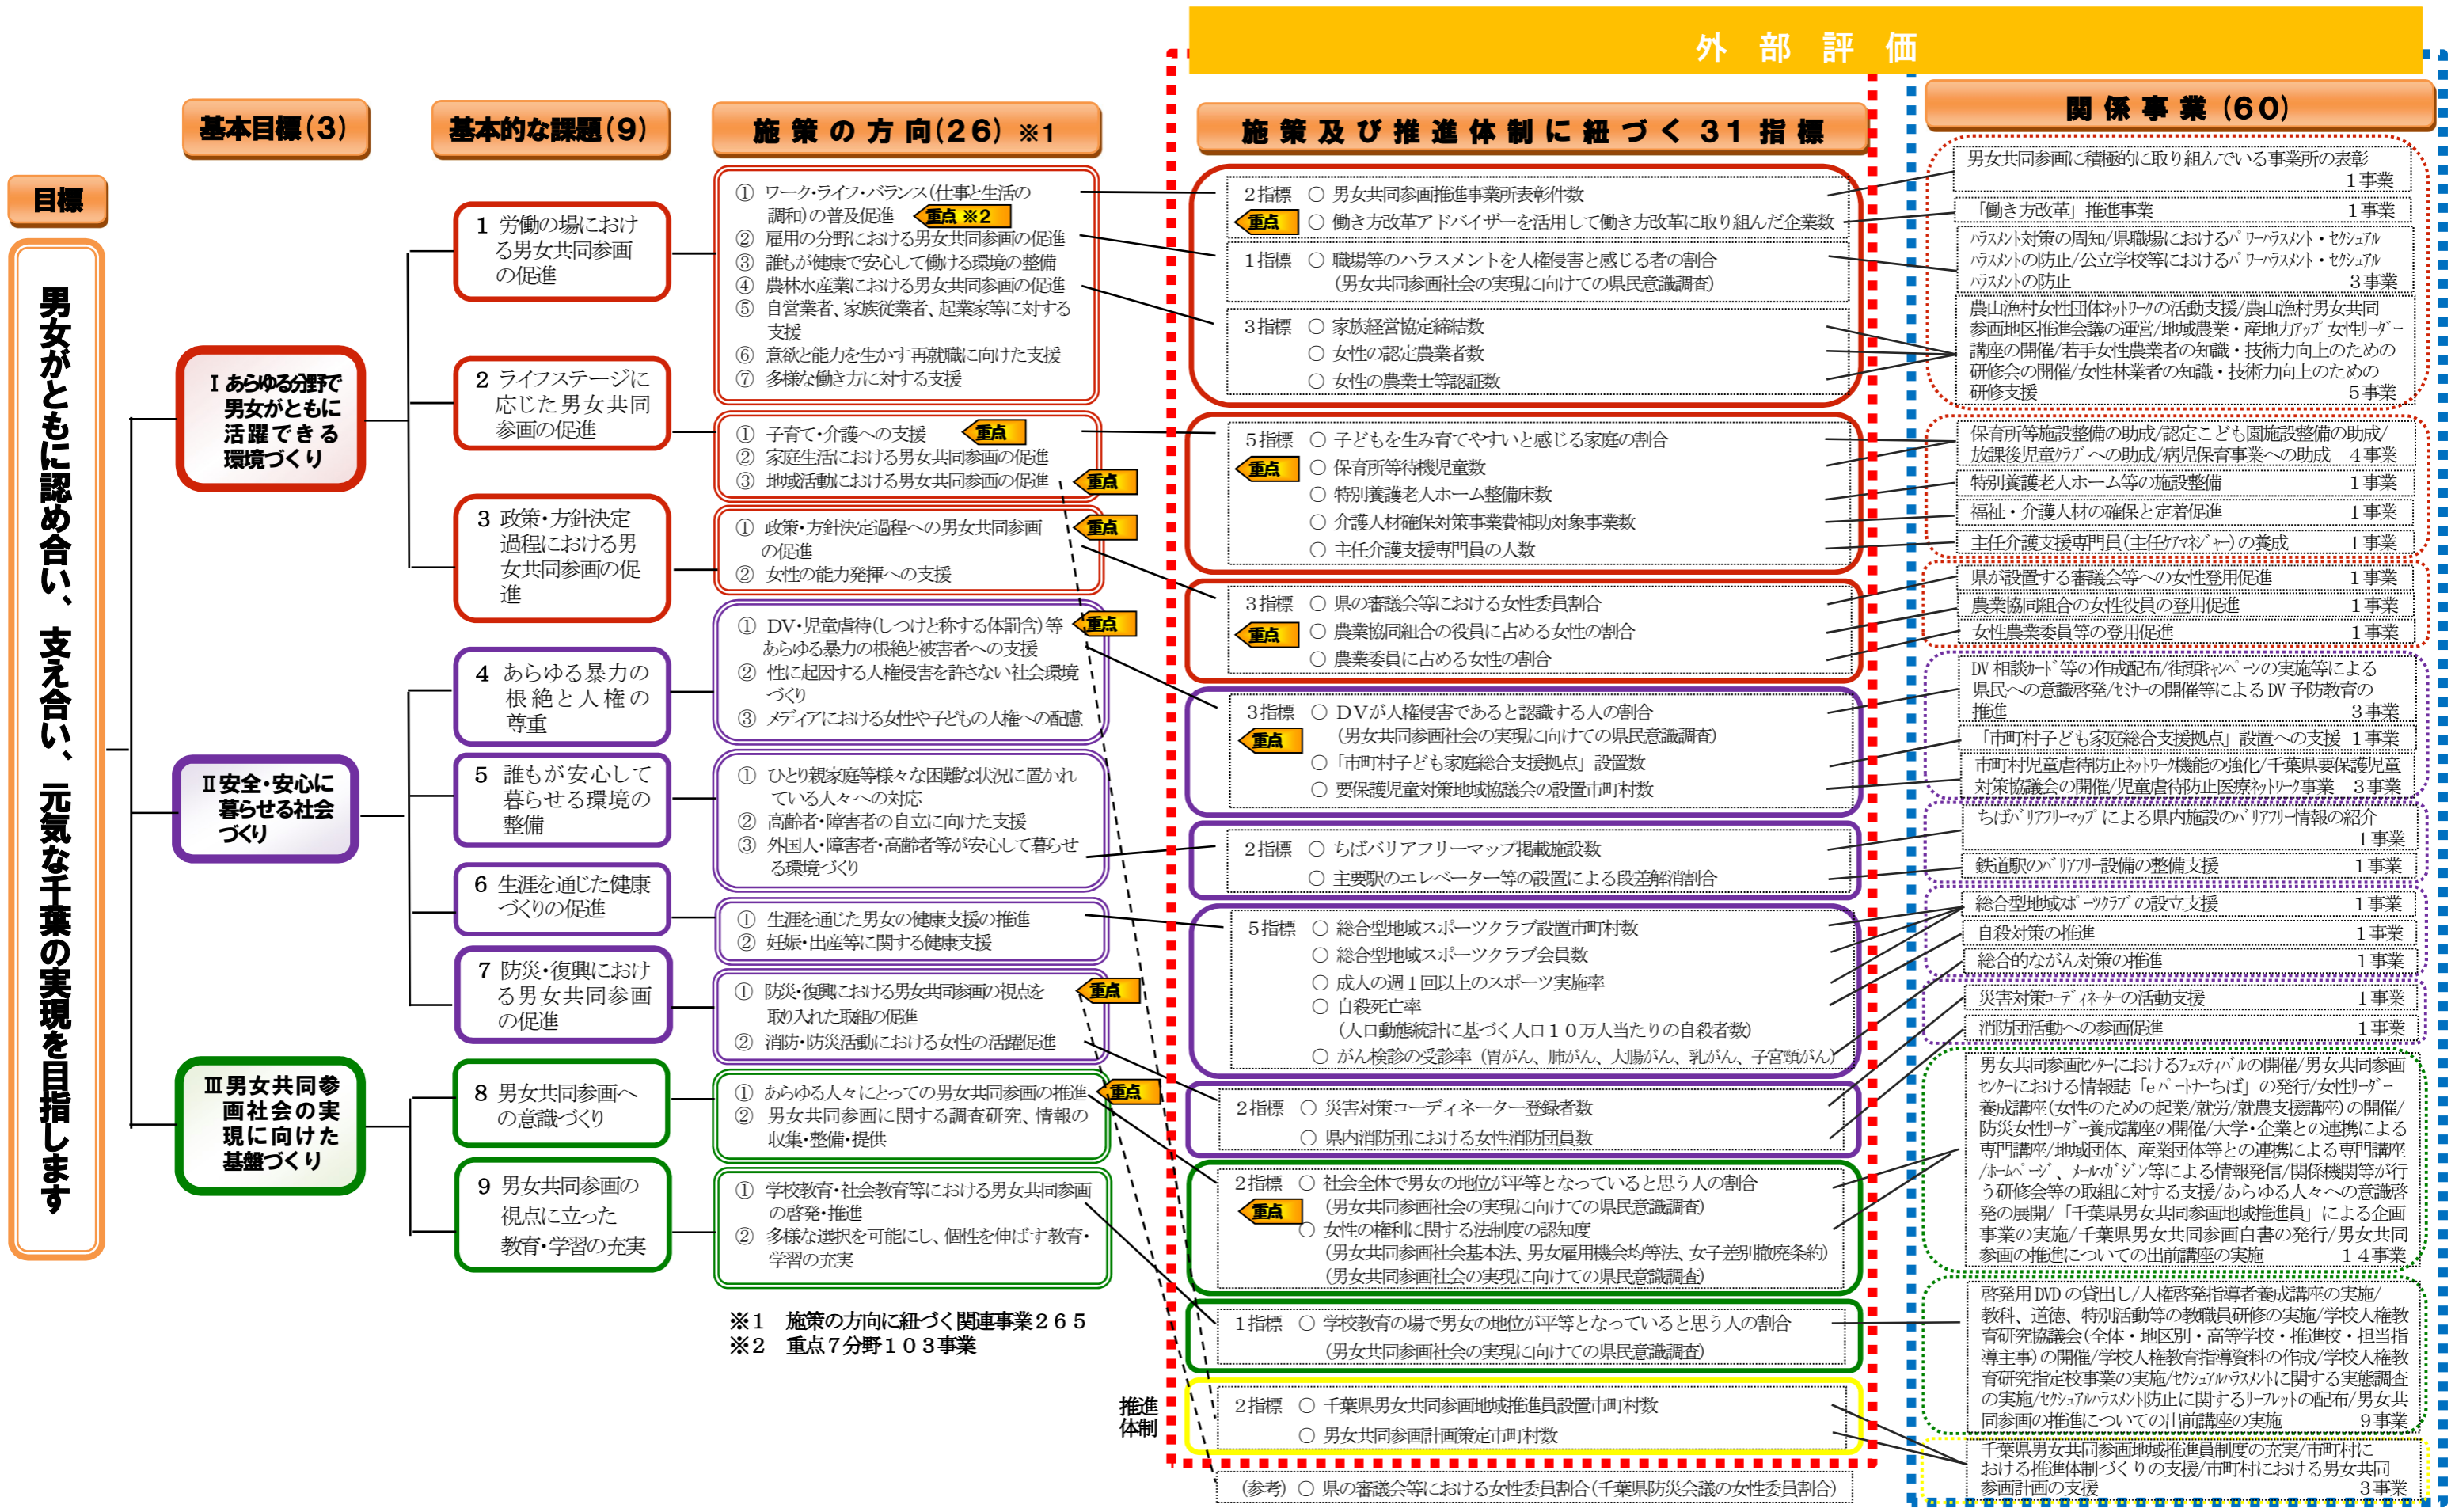 外部評価
基本目標(3)
基本的な課題(9)
施策の方向(26) ※1
施策及び推進体制に紐づく31指標
関係事業(60)
目標
男女がともに認め合い、支え合い、元気な千葉の実現を目指します
Ⅰ あらゆる分野で
男女がともに
活躍できる
環境づくり
Ⅱ 安全・安心に
暮らせる社会
づくり
Ⅲ 男女共同参
画社会の実
現に向けた
基盤づくり
1 労働の場におけ
る男女共同参画
の促進
2 ライフステージに
応じた男女共同
参画の促進
3 政策・方針決定
過程における男
女共同参画の促
進
4 あらゆる暴力の
根絶と人権の
尊重
5 誰もが安心して
暮らせる環境の
整備
6 生涯を通じた健康
づくりの促進
7 防災・復興におけ
る男女共同参画
の促進
8 男女共同参画へ
の意識づくり
9 男女共同参画の
視点に立った
教育・学習の充実
① ワーク・ライフ・バランス(仕事と生活の
調和)の普及促進 重点 ※2
② 雇用の分野における男女共同参画の促進
③ 誰もが健康で安心して働ける環境の整備
④ 農林水産業における男女共同参画の促進
⑤ 自営業者、家族従業者、起業家等に対する
支援
⑥ 意欲と能力を生かす再就職に向けた支援
⑦ 多様な働き方に対する支援
① 子育て・介護への支援 重点
② 家庭生活における男女共同参画の促進
③ 地域活動における男女共同参画の促進 重点
① 政策・方針決定過程への男女共同参画 重点
の促進
② 女性の能力発揮への支援
① DV・児童虐待(しつけと称する体罰含)等 重点
あらゆる暴力の根絶と被害者への支援
② 性に起因する人権侵害を許さない社会環境
づくり
③ メディアにおける女性や子どもの人権への配慮
① ひとり親家庭等様々な困難な状況に置かれ
ている人々への対応
② 高齢者・障害者の自立に向けた支援
③ 外国人・障害者・高齢者等が安心して暮らせ
る環境づくり
① 生涯を通じた男女の健康支援の推進
② 妊娠・出産等に関する健康支援
① 防災・復興における男女共同参画の視点を 重点
取り入れた取組の促進
② 消防・防災活動における女性の活躍促進
① あらゆる人々にとっての男女共同参画の推進 重点
② 男女共同参画に関する調査研究、情報の
収集・整備・提供
① 学校教育・社会教育等における男女共同参画
の啓発・推進
② 多様な選択を可能にし、個性を伸ばす教育・
学習の充実
※1 施策の方向に紐づく関連事業265
※2 重点7分野103事業
2指標 ○ 男女共同参画推進事業所表彰件数
重点 ○ 働き方改革アドバイザーを活用して働き方改革に取り組んだ企業数
1指標 ○ 職場等のハラスメントを人権侵害と感じる者の割合
(男女共同参画社会の実現に向けての県民意識調査)
3指標 ○ 家族経営協定締結数
○ 女性の認定農業者数
○ 女性の農業士等認証数
5指標 ○ 子どもを生み育てやすいと感じる家庭の割合
重点 ○ 保育所等待機児童数
○ 特別養護老人ホーム整備床数
○ 介護人材確保対策事業費補助対象事業数
○ 主任介護支援専門員の人数
3指標 ○ 県の審議会等における女性委員割合
重点 ○ 農業協同組合の役員に占める女性の割合
○ 農業委員に占める女性の割合
3指標 ○ DVが人権侵害であると認識する人の割合
重点 (男女共同参画社会の実現に向けての県民意識調査)
○「市町村子ども家庭総合支援拠点」設置数
○ 要保護児童対策地域協議会の設置市町村数
2指標 ○ ちばバリアフリーマップ掲載施設数
○ 主要駅のエレベーター等の設置による段差解消割合
5指標 ○ 総合型地域スポーツクラブ設置市町村数
○ 総合型地域スポーツクラブ会員数
○ 成人の週1回以上のスポーツ実施率
○ 自殺死亡率
(人口動態統計に基づく人口10万人当たりの自殺者数)
○ がん検診の受診率(胃がん、肺がん、大腸がん、乳がん、子宮頸がん)
2指標 ○ 災害対策コーディネーター登録者数
○ 県内消防団における女性消防団員数
2指標 ○ 社会全体で男女の地位が平等となっていると思う人の割合
(男女共同参画社会の実現に向けての県民意識調査)
重点 ○ 女性の権利に関する法制度の認知度
(男女共同参画社会基本法、男女雇用機会均等法、女子差別撤廃条約)
(男女共同参画社会の実現に向けての県民意識調査)
1指標 ○ 学校教育の場で男女の地位が平等となっていると思う人の割合
(男女共同参画社会の実現に向けての県民意識調査)
推進
体制
2指標 ○ 千葉県男女共同参画地域推進員設置市町村数
○ 男女共同参画計画策定市町村数
(参考) ○ 県の審議会等における女性委員割合(千葉県防災会議の女性委員割合)
男女共同参画に積極的に取り組んでいる事業所の表彰
1事業
「働き方改革」推進事業 1事業
ハラスメント対策の周知/県職場におけるパワーハラスメント・セクシュアル
ハラスメントの防止/公立学校等におけるパワーハラスメント・セクシュアル
ハラスメントの防止 3事業
農山漁村女性団体ネットワークの活動支援/農山漁村男女共同
参画地区推進会議の運営/地域農業・産地力アップ女性リーダー
講座の開催/若手女性農業者の知識・技術力向上のための
研修会の開催/女性林業者の知識・技術力向上のための
研修支援 5事業
保育所等施設整備の助成/認定こども園施設整備の助成/
放課後児童クラブへの助成/病児保育事業への助成 4事業
特別養護老人ホーム等の施設整備 1事業
福祉・介護人材の確保と定着促進 1事業
主任介護支援専門員(主任ケアマネジャー)の養成 1事業
県が設置する審議会等への女性登用促進 1事業
農業協同組合の女性役員の登用促進 1事業
女性農業委員等の登用促進 1事業
DV相談カード等の作成配布/街頭キャンペーンの実施等による
県民への意識啓発/セミナーの開催等によるDV予防教育の
推進 3事業
「市町村子ども家庭総合支援拠点」設置への支援 1事業
市町村児童虐待防止ネットワーク機能の強化/千葉県要保護児童
対策協議会の開催/児童虐待防止医療ネットワーク事業 3事業
ちばバリアフリーマップによる県内施設のバリアフリー情報の紹介
1事業
鉄道駅のバリアフリー設備の整備支援 1事業
総合型地域スポーツクラブの設立支援 1事業
自殺対策の推進 1事業
総合的ながん対策の推進 1事業
災害対策コーディネーターの活動支援 1事業
消防団活動への参画促進 1事業
男女共同参画センターにおけるフェスティバルの開催/男女共同参画
センターにおける情報誌「eパートナーちば」の発行/女性リーダー
養成講座(女性のための起業/就労/就農支援講座)の開催/
防災女性リーダー養成講座の開催/大学・企業との連携による
専門講座/地域団体、産業団体等との連携による専門講座
/ホームページ、メールマガジン等による情報発信/関係機関等が行
う研修会等の取組に対する支援/あらゆる人々への意識啓
発の展開/「千葉県男女共同参画地域推進員」による企画
事業の実施/千葉県男女共同参画白書の発行/男女共同
参画の推進についての出前講座の実施 14事業
啓発用DVDの貸出し/人権啓発指導者養成講座の実施/
教科、道徳、特別活動等の教職員研修の実施/学校人権教
育研究協議会(全体・地区別・高等学校・推進校・担当指
導主事)の開催/学校人権教育指導資料の作成/学校人権教
育研究指定校事業の実施/セクシュアルハラスメントに関する実態調査
の実施/セクシュアルハラスメント防止に関するリーフレットの配布/男女共
同参画の推進についての出前講座の実施 9事業
千葉県男女共同参画地域推進員制度の充実/市町村に
おける推進体制づくりの支援/市町村における男女共同
参画計画の支援 3事業